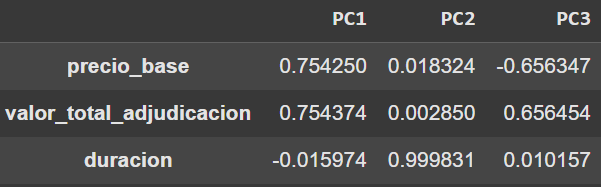 PC1 PC2 PC3
precio_base 0.754250 0.018324 -0.656347
valor_total_adjudicacion 0.754374 0.002850 0.656454
duracion -0.015974 0.999831 0.010157